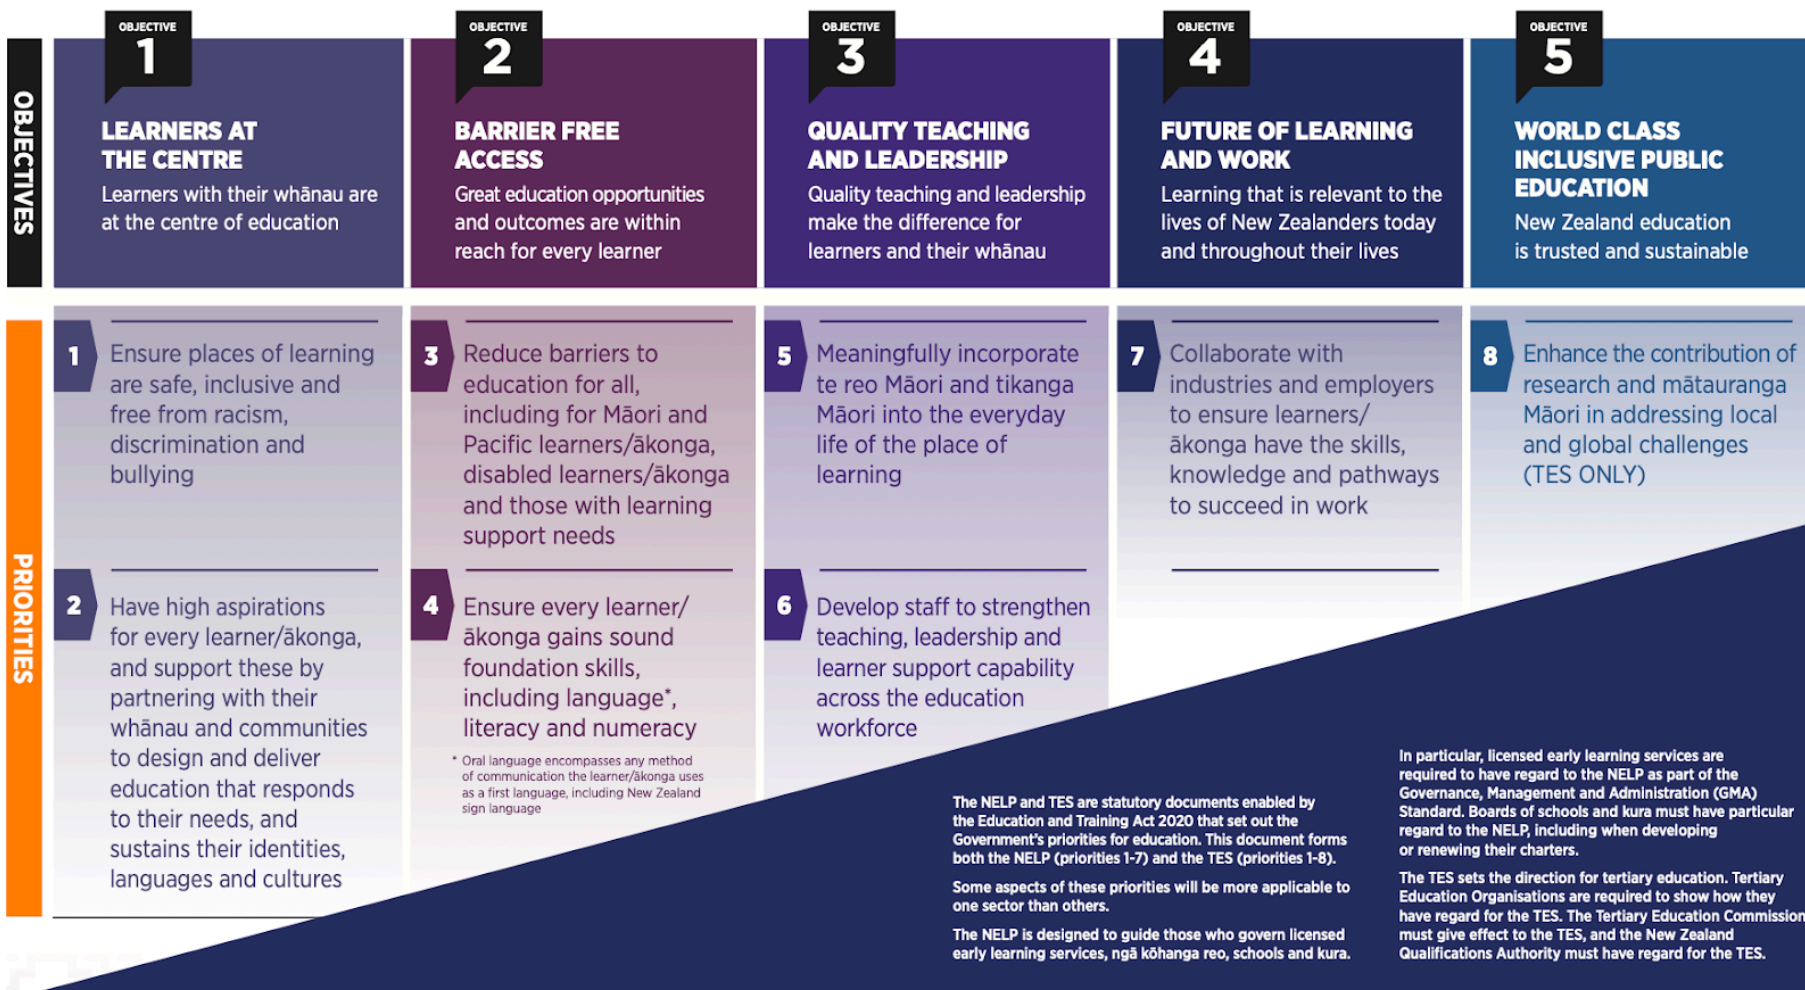 OBJECTIVES
OBJECTIVE
1
LEARNERS AT
THE CENTRE
Learners with their whānau are
at the centre of education
OBJECTIVE
2
BARRIER FREE
ACCESS
Great education opportunities
and outcomes are within
reach for every learner
OBJECTIVE
3
QUALITY TEACHING
AND LEADERSHIP
Quality teaching and leadership
make the difference for
learners and their whānau
OBJECTIVE
4
FUTURE OF LEARNING
AND WORK
Learning that is relevant to the
lives of New Zealanders today
and throughout their lives
OBJECTIVE
5
WORLD CLASS
INCLUSIVE PUBLIC
EDUCATION
New Zealand education
is trusted and sustainable
PRIORITIES
1
Ensure places of learning
are safe, inclusive and
free from racism,
discrimination and
bullying
2
Have high aspirations
for every learner/ākonga,
and support these by
partnering with their
whānau and communities
to design and deliver
education that responds
to their needs, and
sustains their identities,
languages and cultures
3
Reduce barriers to
education for all,
including for Māori and
Pacific learners/ākonga,
disabled learners/ākonga
and those with learning
support needs
4
Ensure every learner/
ākonga gains sound
foundation skills,
including language*,
literacy and numeracy
* Oral language encompasses any method
of communication the learner/ākonga uses
as a first language, including New Zealand
sign language
5
Meaningfully incorporate
te reo Māori and tikanga
Māori into the everyday
life of the place of
learning
6
Develop staff to strengthen
teaching, leadership and
learner support capability
across the education
workforce
7
Collaborate with
industries and employers
to ensure learners/
ākonga have the skills,
knowledge and pathways
to succeed in work
8
Enhance the contribution of
research and mātauranga
Māori in addressing local
and global challenges
(TES ONLY)
The NELP and TES are statutory documents enabled by
the Education and Training Act 2020 that set out the
Government's priorities for education. This document forms
both the NELP (priorities 1-7) and the TES (priorities 1-8).
Some aspects of these priorities will be more applicable to
one sector than others.
The NELP is designed to guide those who govern licensed
early learning services, ngā kōhanga reo, schools and kura.
In particular, licensed early learning services are
required to have regard to the NELP as part of the
Governance, Management and Administration (GMA)
Standard. Boards of schools and kura must have particular
regard to the NELP, including when developing
or renewing their charters.
The TES sets the direction for tertiary education. Tertiary
Education Organisations are required to show how they
have regard for the TES. The Tertiary Education Commission
must give effect to the TES, and the New Zealand
Qualifications Authority must have regard for the TES.